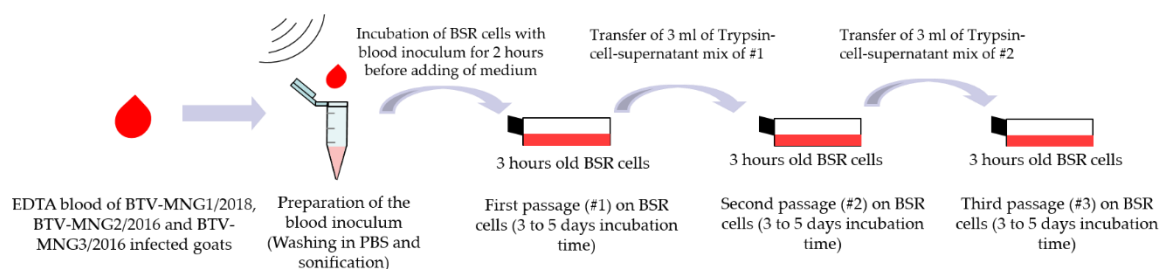 Incubation of BSR cells with
blood inoculum for 2 hours
before adding of medium
Transfer of 3 ml of Trypsin-
cell-supernatant mix of #1
Transfer of 3 ml of Trypsin-
cell-supernatant mix of #2
3 hours old BSR cells
3 hours old BSR cells
3 hours old BSR cells
EDTA blood of BTV-MNG1/2018,
BTV-MNG2/2016 and BTV-
MNG3/2016 infected goats
Preparation of the
blood inoculum
(Washing in PBS and
sonification)
First passage (#1) on BSR
cells (3 to 5 days incubation
time)
Second passage (#2) on BSR
cells (3 to 5 days incubation
time)
Third passage (#3) on BSR
cells (3 to 5 days incubation
time)